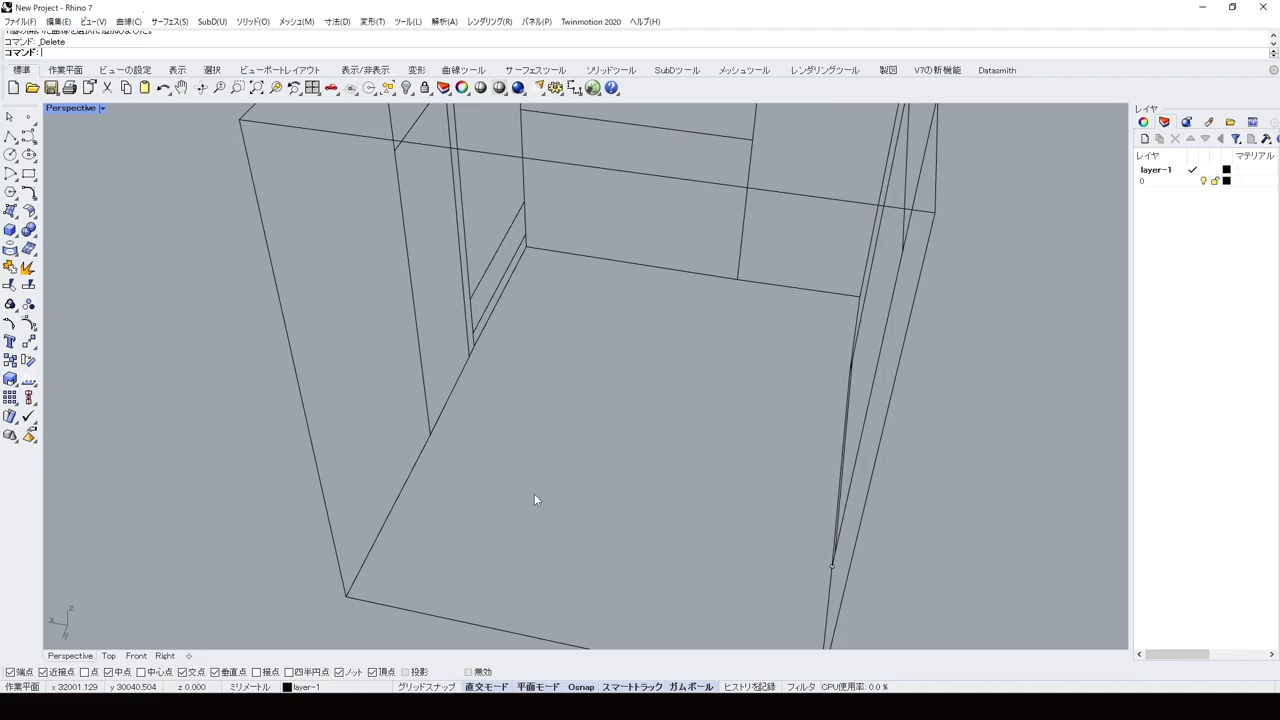 New Project - Rhino 7
ファイル(F) 編集(E) ビュー(V) 曲線(C) サーフェス(S) SubD(U) ソリッド(O) メッシュ(M) 寸法(D) 変形(T) ツール(L) 解析(A) レンダリング(R) パネル(P) Twinmotion 2020 ヘルプ(H)
コマンド: _Delete
コマンド:
標準 作業平面 ビューの設定 表示 選択 ビューポートレイアウト 表示/非表示 変形 曲線ツール サーフェスツール ソリッドツール SubDツール メッシュツール レンダリングツール 製図 V7の新機能 Datasmith
Perspective
レイヤ
レイヤ マテリアル
layer-1
0
z
x
y
Perspective Top Front Right
端点 近接点 点 中点 中心点 交点 垂直点 接点 四半円点 ノット 頂点 投影 無効
作業平面 x 32001.129 y 30040.504 z 0.000 ミリメートル layer-1 グリッドスナップ 直交モード 平面モード Osnap スマートトラック ガムボール ヒストリを記録 フィルタ CPU使用率: 0.0 %